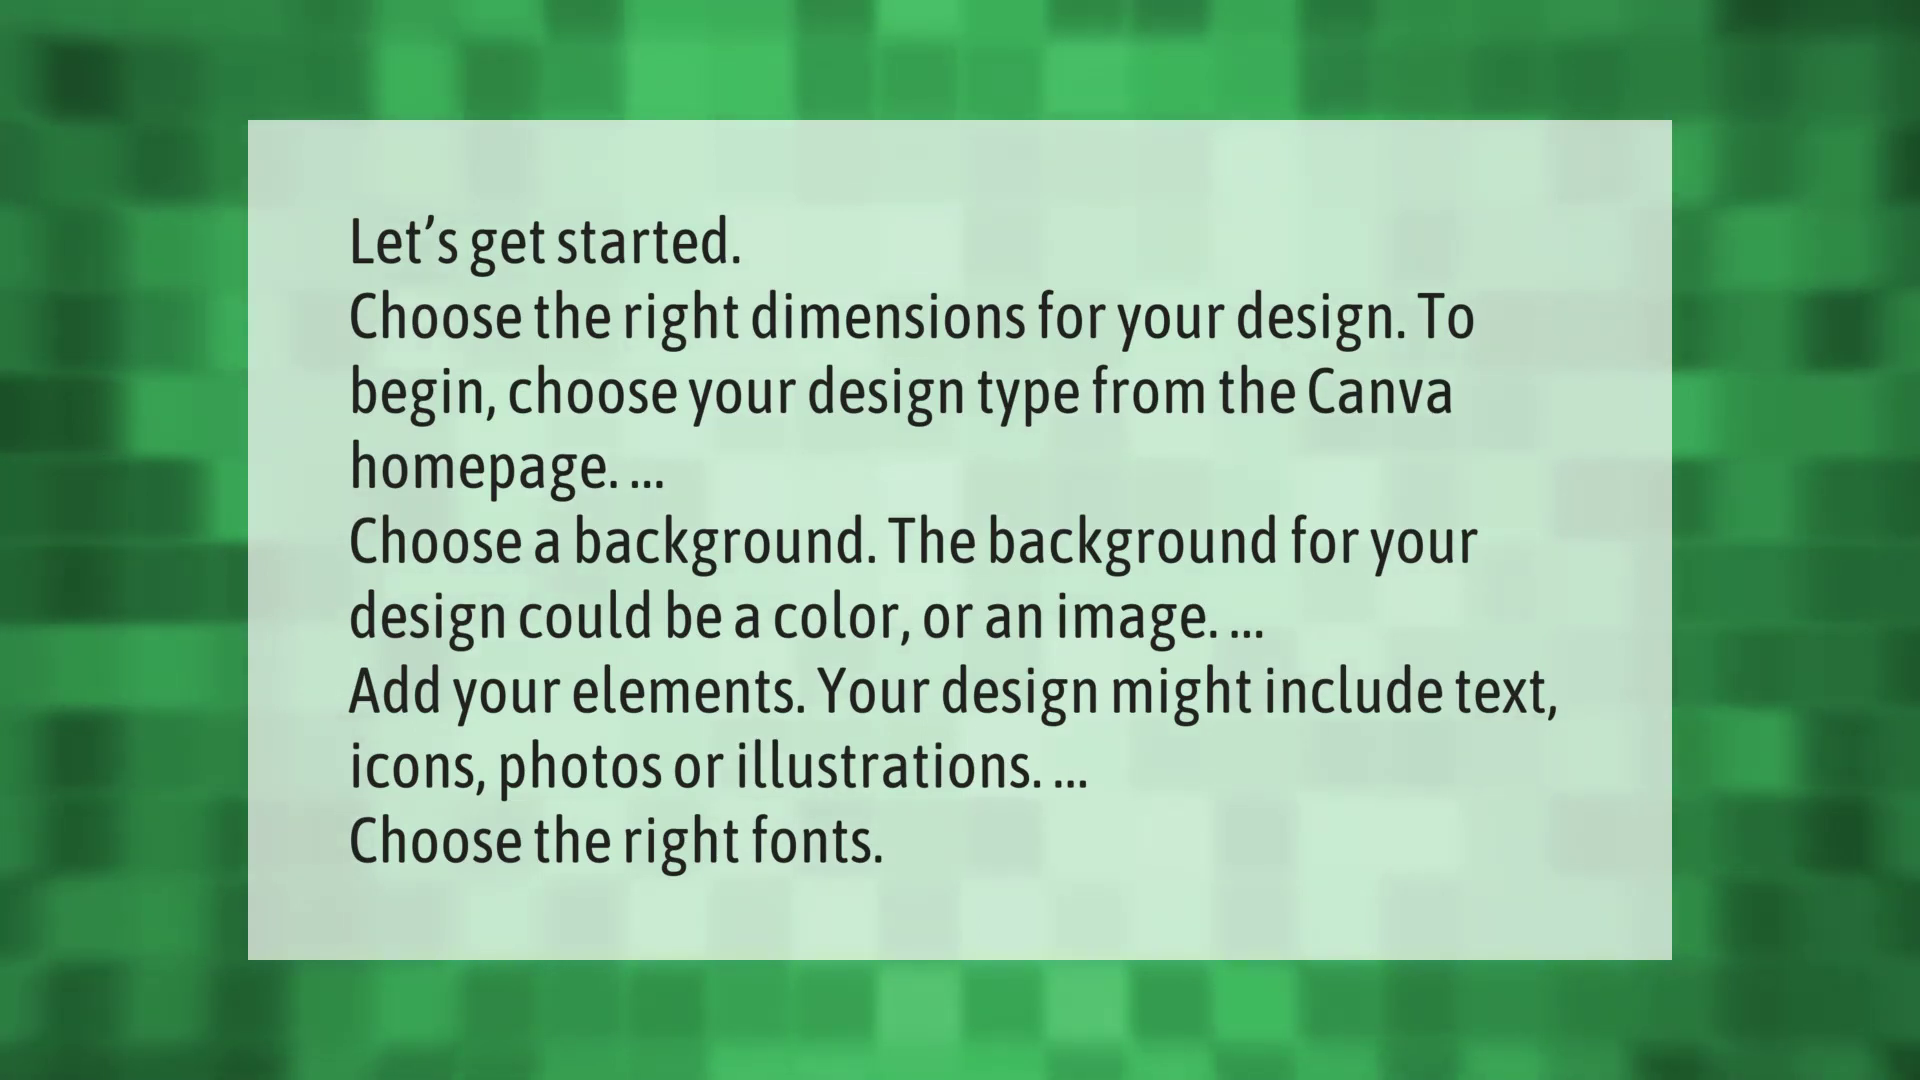 Let’s get started.
Choose the right dimensions for your design. To
begin, choose your design type from the Canva
homepage. ...
Choose a background. The background for your
design could be a color, or an image. ...
Add your elements. Your design might include text,
icons, photos or illustrations. ...
Choose the right fonts.